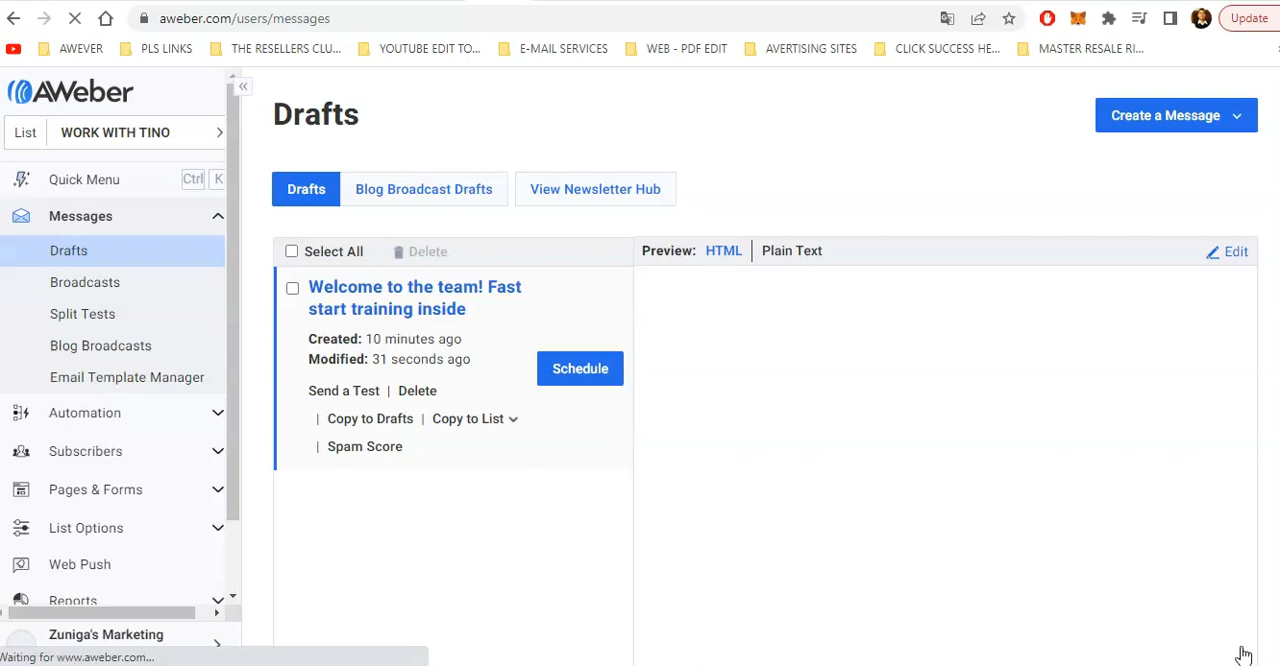 aweber.com/users/messages
Update
AWEVER
PLS LINKS
THE RESELLERS CLU...
YOUTUBE EDIT TO...
E-MAIL SERVICES
WEB - PDF EDIT
AVERTISING SITES
CLICK SUCCESS HE...
MASTER RESALE RI...
AWeber
List WORK WITH TINO
Quick Menu Ctrl K
Messages
Drafts
Broadcasts
Split Tests
Blog Broadcasts
Email Template Manager
Automation
Subscribers
Pages & Forms
List Options
Web Push
Reports
Zuniga's Marketing
Waiting for www.aweber.com...
Drafts
Create a Message
Drafts Blog Broadcast Drafts View Newsletter Hub
Select All Delete
Preview: HTML | Plain Text
Edit
Welcome to the team! Fast
start training inside
Created: 10 minutes ago
Modified: 31 seconds ago
Schedule
Send a Test | Delete
| Copy to Drafts | Copy to List
| Spam Score